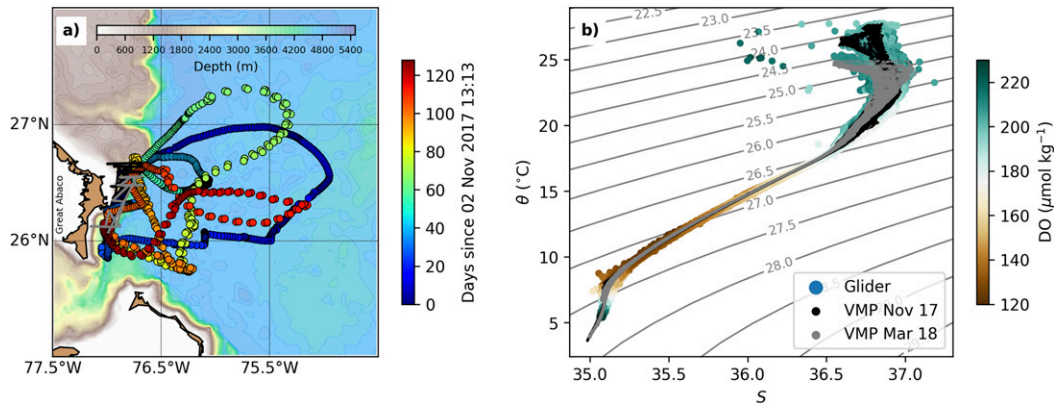 a)
0 600 1200 1800 2400 3000 3600 4200 4800 5400
Depth (m)
27°N
26°N
Great Abaco
77.5°W 76.5°W 75.5°W
120
100
80
60
40
20
0
Days since 02 Nov 2017 13:13
b)
22.5
23.0
23.5
24.0
24.5
25.0
25.5
26.0
26.5
27.0
27.5
28.0
25
20
15
10
5
θ (°C)
35.0 35.5 36.0 36.5 37.0
S
Glider
VMP Nov 17
VMP Mar 18
220
200
180
160
140
120
DO (μmol kg⁻¹)